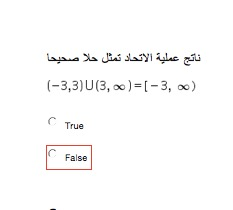 ناتج عملية الاتحاد تمثل حلا صحيحا
(−3,3)∪(3, ∞)=[−3, ∞)
True
False